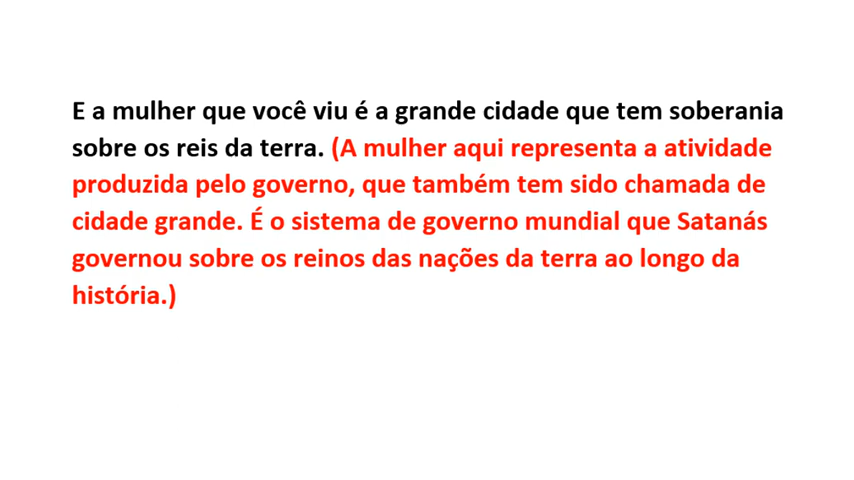 E a mulher que você viu é a grande cidade que tem soberania
sobre os reis da terra. (A mulher aqui representa a atividade
produzida pelo governo, que também tem sido chamada de
cidade grande. É o sistema de governo mundial que Satanás
governou sobre os reinos das nações da terra ao longo da
história.)